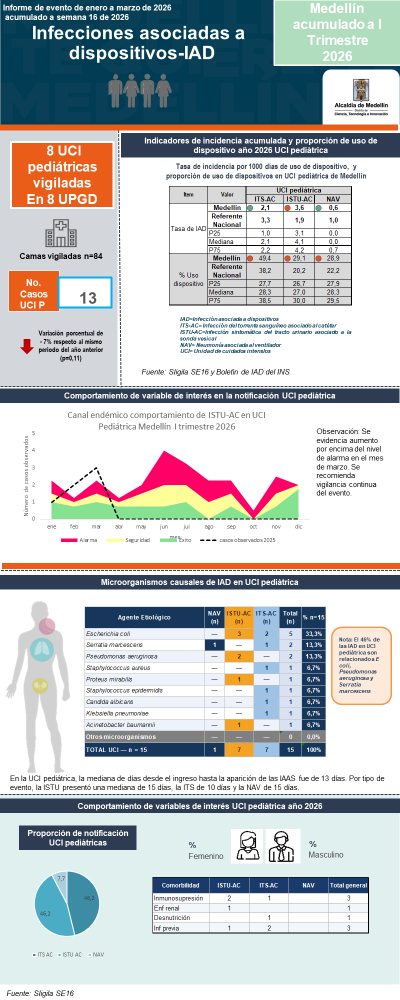 Informe de evento de enero a marzo de 2026
acumulado a semana 16 de 2026
Infecciones asociadas a
dispositivos-IAD
Medellín
acumulado a I
Trimestre
2026
Alcaldía de Medellín
Distrito de
Ciencia, Tecnología e Innovación
8 UCI
pediátricas
vigiladas
En 8 UPGD
Camas vigiladas n=84
No.
Casos
UCI P
13
Variación porcentual de
- 7% respecto al mismo
periodo del año anterior
(p=0,11)
Indicadores de incidencia acumulada y proporción de uso de
dispositivo año 2026 UCI pediátrica
Tasa de incidencia por 1000 días de uso de dispositivo, y
proporción de uso de dispositivos en UCI pediátrica de Medellín
Item Valor UCI pediátrica
ITS-AC ISTU-AC NAV
Tasa de IAD
Medellín 2,1 3,6 0,6
Referente Nacional 3,3 1,9 1,0
P25 1,0 3,1 0,0
Mediana 2,1 4,1 0,0
P75 2,2 4,2 0,7
% Uso dispositivo
Medellín 49,4 29,1 28,9
Referente Nacional 38,2 20,2 22,2
P25 27,7 26,7 27,9
Mediana 28,3 27,0 28,3
P75 38,5 30,0 29,5
IAD=Infección asociada a dispositivos
ITS-AC= Infección del torrente sanguíneo asociado al catéter
ISTU-AC=Infección sintomática del tracto urinario asociado a la
sonda vesical
NAV= Neumonía asociada al ventilador
UCI= Unidad de cuidados intensivos
Fuente: Sligila SE16 y Boletín de IAD del INS
Comportamiento de variable de interés en la notificación UCI pediátrica
Canal endémico comportamiento de ISTU-AC en UCI
Pediátrica Medellín I trimestre 2026
Número de casos observados
5
4
3
2
1
0
ene feb mar abr may jun jul ago sep oct nov dic
mes
Alarma Seguridad Éxito casos observados 2025
Observación. Se
evidencia aumento
por encima del nivel
de alarma en el mes
de marzo. Se
recomienda
vigilancia continua
del evento.
Microorganismos causales de IAD en UCI pediátrica
Agente Etiológico NAV (n) ISTU-AC (n) ITS-AC (n) Total (n) % n=15
Escherichia coli — 3 2 5 33,3%
Serratia marcescens 1 — 1 2 13,3%
Pseudomonas aeruginosa — 2 — 2 13,3%
Staphylococcus aureus — — 1 1 6,7%
Proteus mirabilis — 1 — 1 6,7%
Staphylococcus epidermidis — — 1 1 6,7%
Candida albicans — — 1 1 6,7%
Klebsiella pneumoniae — — 1 1 6,7%
Acinetobacter baumannii — 1 — 1 6,7%
Otros microorganismos — — — 0 0,0%
TOTAL UCI — n = 15 1 7 7 15 100%
Nota: El 46% de
las IAD en UCI
pediátrica son
relacionados E
coli,
Pseudomonas
aeruginosa y
Serratia
marcescens
En la UCI pediátrica, la mediana de días desde el ingreso hasta la aparición de las IAAS fue de 13 días. Por tipo de
evento, la ISTU presentó una mediana de 15 días, la ITS de 10 días y la NAV de 15 días.
Comportamiento de variables de interés UCI pediátrica año 2026
Proporción de notificación
UCI pediátricas
7,7
46,2
46,2
ITS-AC ISTU-AC NAV
%
Femenino
%
Masculino
Comorbilidad ISTU-AC ITS-AC NAV Total general
Inmunosupresión 2 1 3
Enf renal 1 1
Desnutrición 1 1
Inf previa 1 2 3
Fuente: Sligila SE16